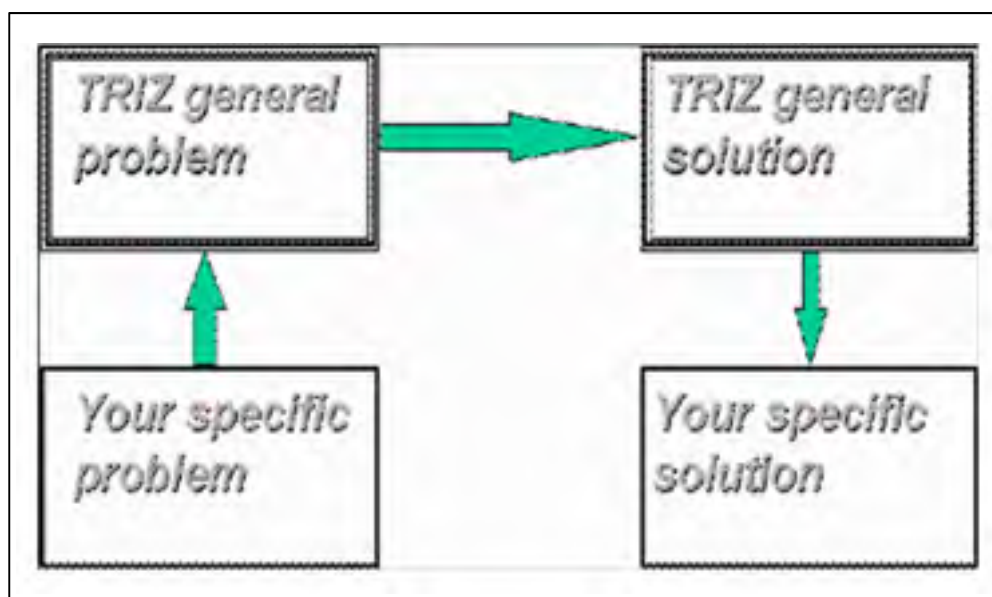 TRIZ general
problem
TRIZ general
solution
Your specific
problem
Your specific
solution